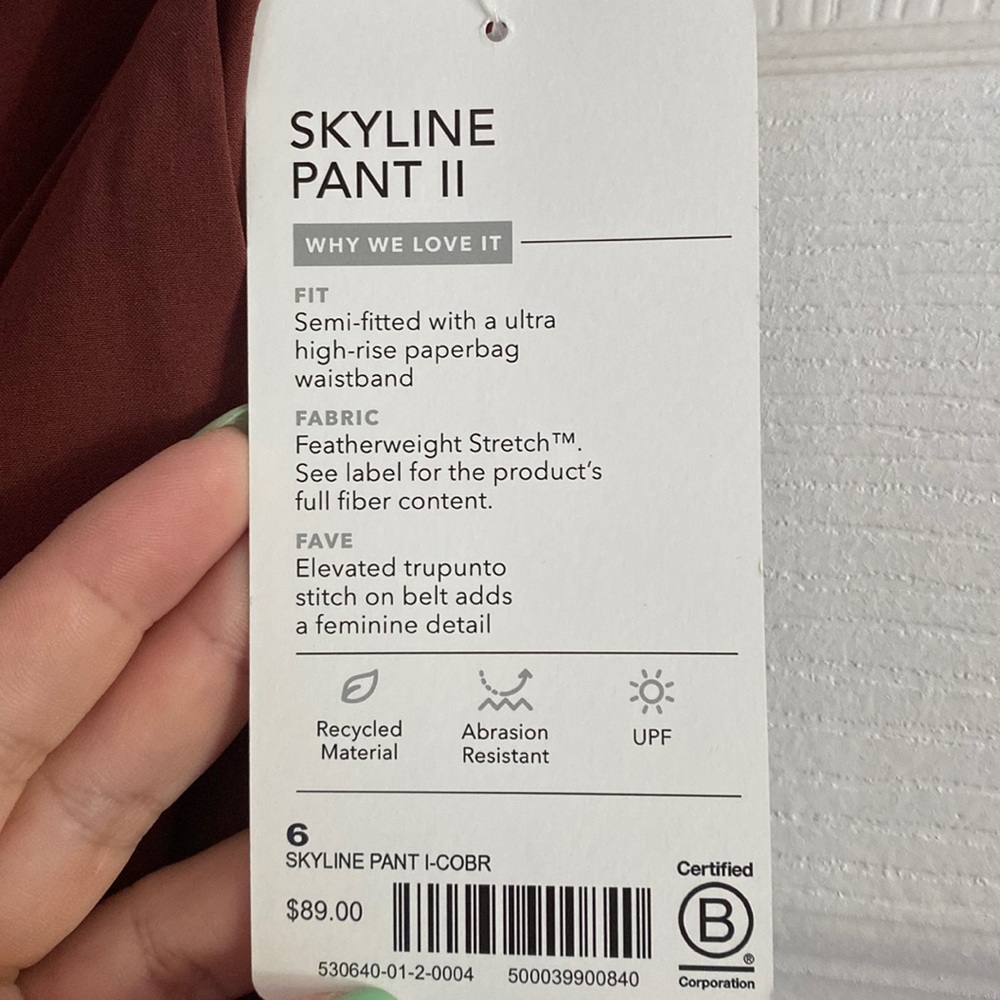 SKYLINE
PANT II
WHY WE LOVE IT
FIT
Semi-fitted with a ultra
high-rise paperbag
waistband
FABRIC
Featherweight Stretch™.
See label for the product's
full fiber content.
FAVE
Elevated trupunto
stitch on belt adds
a feminine detail
Recycled
Material
Abrasion
Resistant
UPF
6
SKYLINE PANT I-COBR
$89.00
530640-01-2-0004 500039900840
Certified
B
®
Corporation